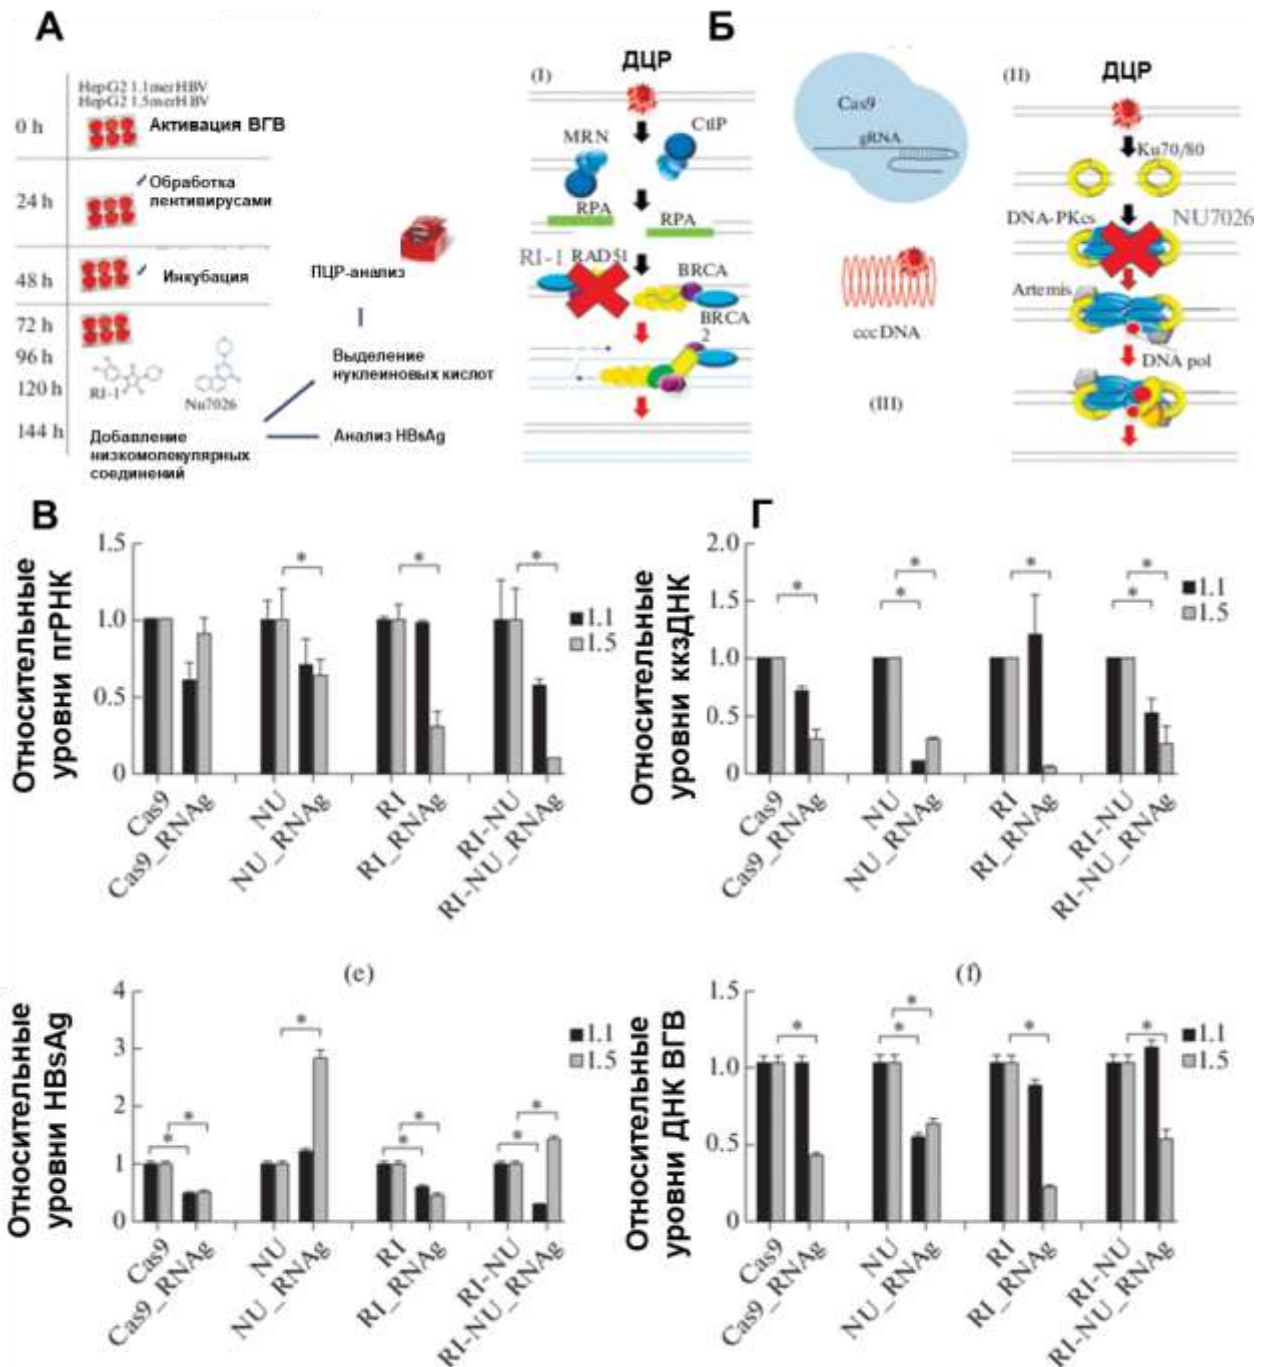 А
Б
HepG2 1.1merHBV
HepG2 1.5merHBV
0 h
Активация ВГВ
24 h
Обработка
лентивирусами
48 h
Инкубация
72 h
96 h
120 h
144 h
RI-1
Nu7026
Добавление
низкомолекулярных
соединений
ПЦР-анализ
Выделение
нуклеиновых кислот
Анализ HBsAg
(I)
ДЦР
MRN
CtIP
RPA
RPA
RI-1
RAD51
BRCA
BRCA
2
Cas9
gRNA
cccDNA
(III)
(II)
ДЦР
Ku70/80
DNA-PKcs
NU7026
Artemis
DNA pol
В
Относительные
уровни пгРНК
1.5
1.0
0.5
0
*
*
*
1.1
1.5
Cas9
Cas9_RNAg
NU
NU_RNAg
RI
RI_RNAg
RI-NU
RI-NU_RNAg
Г
Относительные
уровни ккзДНК
2.0
1.5
1.0
0.5
0
*
*
*
*
*
*
1.1
1.5
Cas9
Cas9_RNAg
NU
NU_RNAg
RI
RI_RNAg
RI-NU
RI-NU_RNAg
(e)
Относительные
уровни HBsAg
4
3
2
1
0
*
*
*
*
*
*
*
1.1
1.5
Cas9
Cas9_RNAg
NU
NU_RNAg
RI
RI_RNAg
RI-NU
RI-NU_RNAg
(f)
Относительные
уровни ДНК ВГВ
1.5
1.0
0.5
0
*
*
*
*
*
1.1
1.5
Cas9
Cas9_RNAg
NU
NU_RNAg
RI
RI_RNAg
RI-NU
RI-NU_RNAg